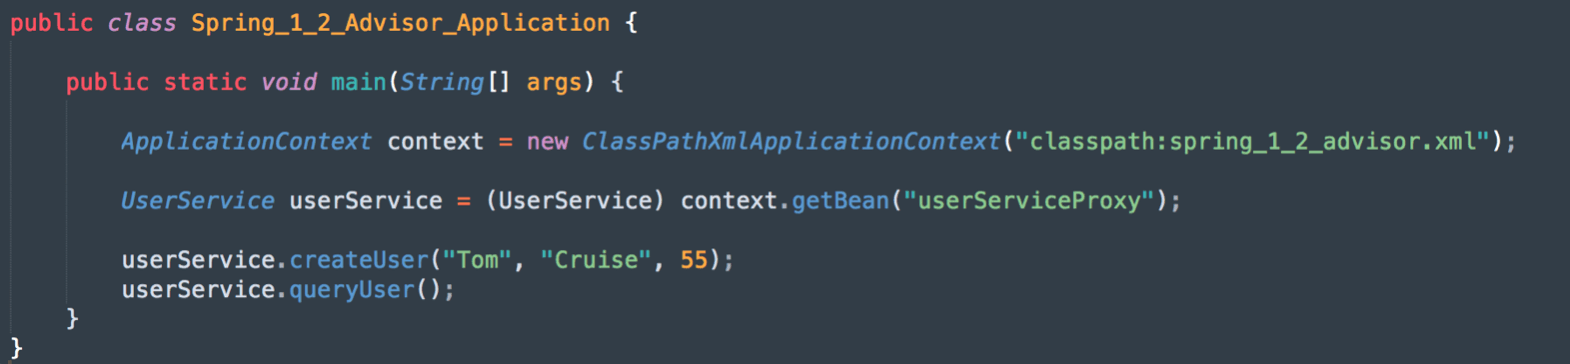 public class Spring_1_2_Advisor_Application {
public static void main(String[] args) {
ApplicationContext context = new ClassPathXmlApplicationContext("classpath:spring_1_2_advisor.xml");
UserService userService = (UserService) context.getBean("userServiceProxy");
userService.createUser("Tom", "Cruise", 55);
userService.queryUser();
}
}